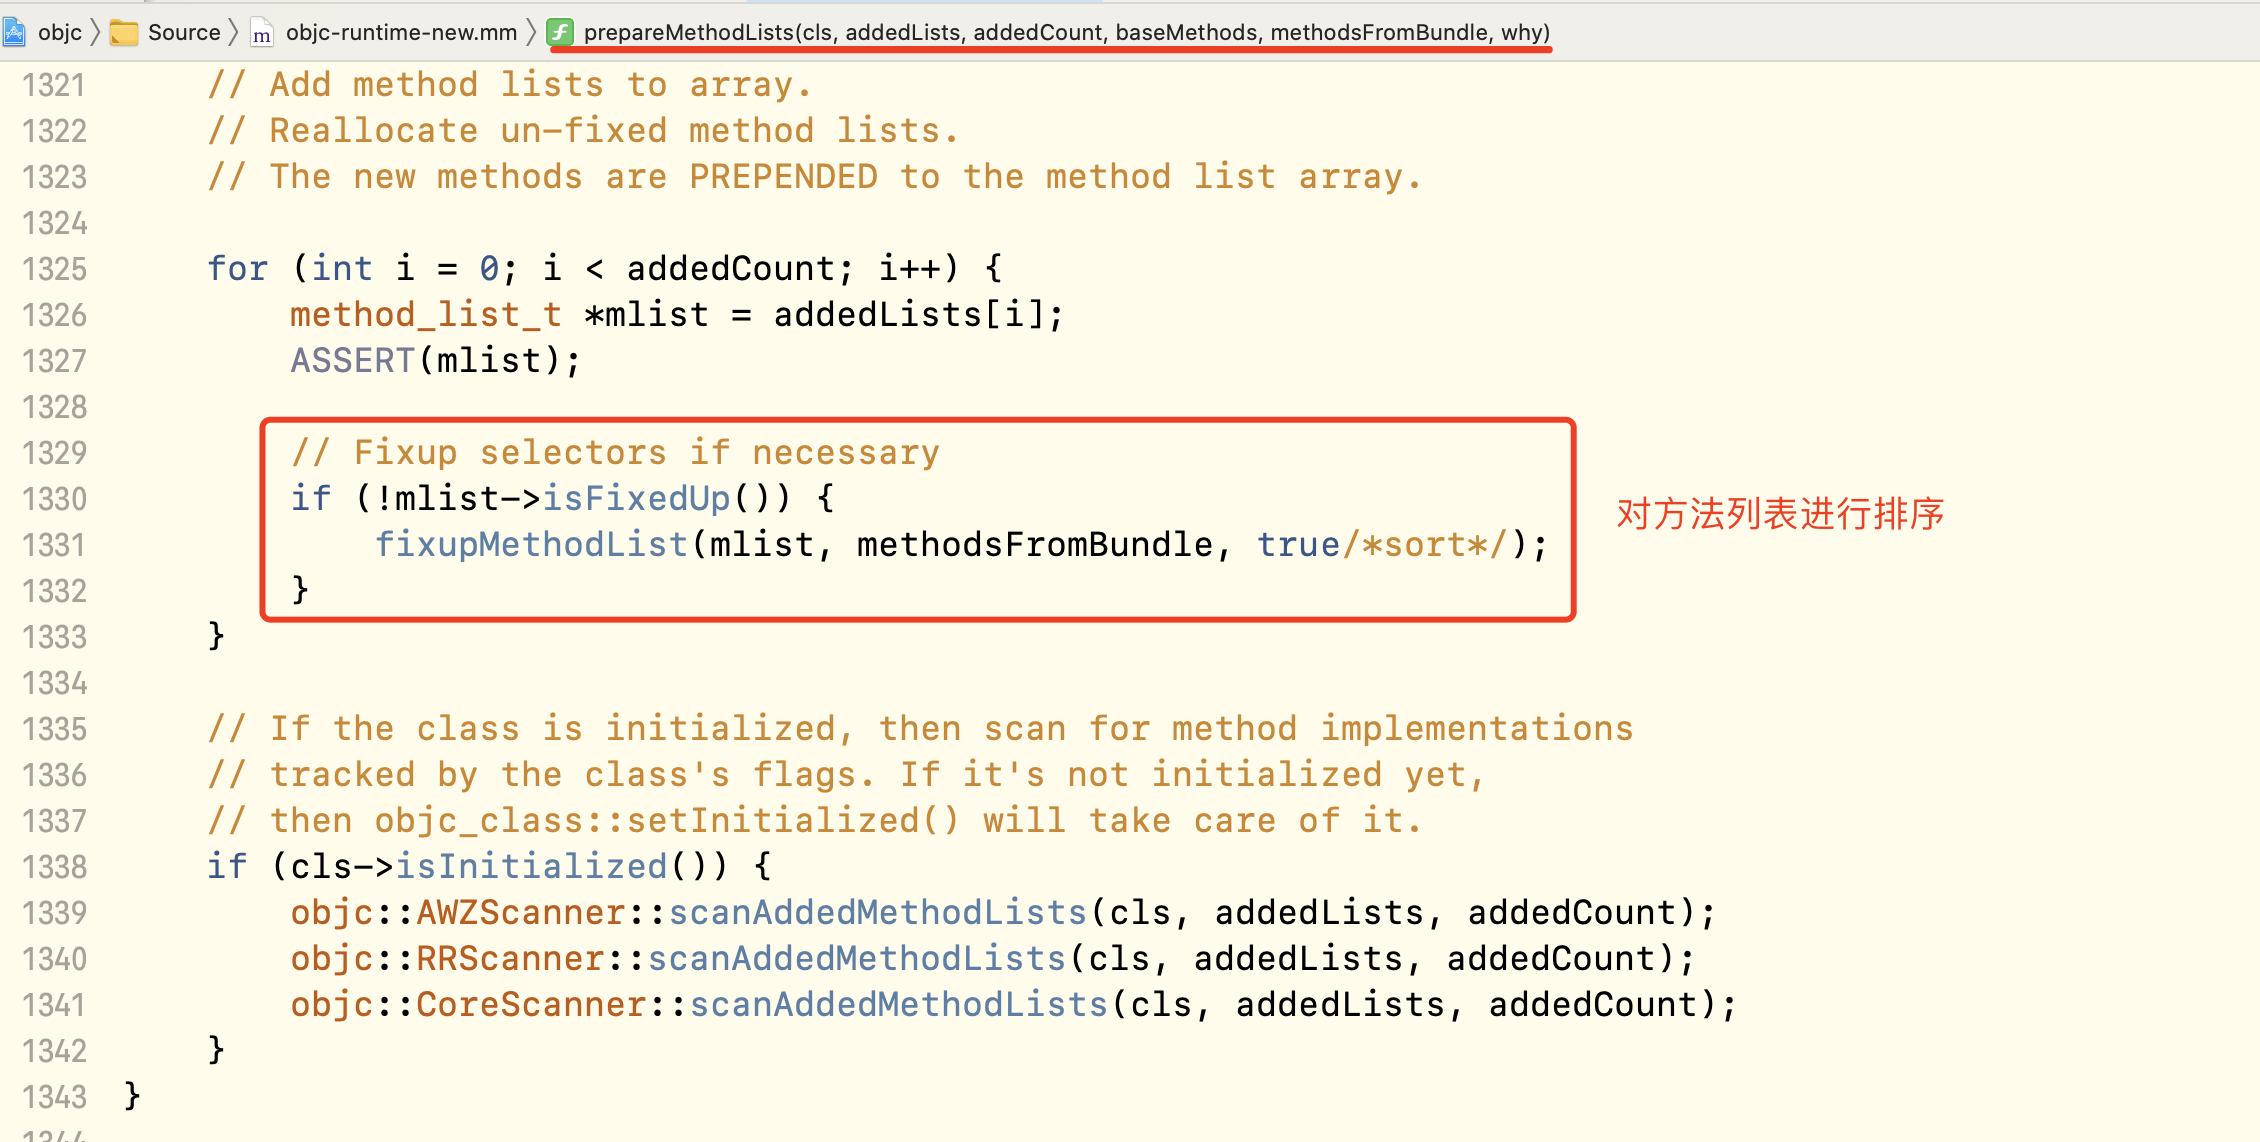 objc 〉 Source 〉 m objc-runtime-new.mm 〉 f prepareMethodLists(cls, addedLists, addedCount, baseMethods, methodsFromBundle, why)
1321 // Add method lists to array.
1322 // Reallocate un-fixed method lists.
1323 // The new methods are PREPENDED to the method list array.
1324
1325 for (int i = 0; i < addedCount; i++) {
1326 method_list_t *mlist = addedLists[i];
1327 ASSERT(mlist);
1328
1329 // Fixup selectors if necessary
1330 if (!mlist->isFixedUp()) {
1331 fixupMethodList(mlist, methodsFromBundle, true/*sort*/);
对方法列表进行排序
1332 }
1333 }
1334
1335 // If the class is initialized, then scan for method implementations
1336 // tracked by the class's flags. If it's not initialized yet,
1337 // then objc_class::setInitialized() will take care of it.
1338 if (cls->isInitialized()) {
1339 objc::AWZScanner::scanAddedMethodLists(cls, addedLists, addedCount);
1340 objc::RRScanner::scanAddedMethodLists(cls, addedLists, addedCount);
1341 objc::CoreScanner::scanAddedMethodLists(cls, addedLists, addedCount);
1342 }
1343 }
1344